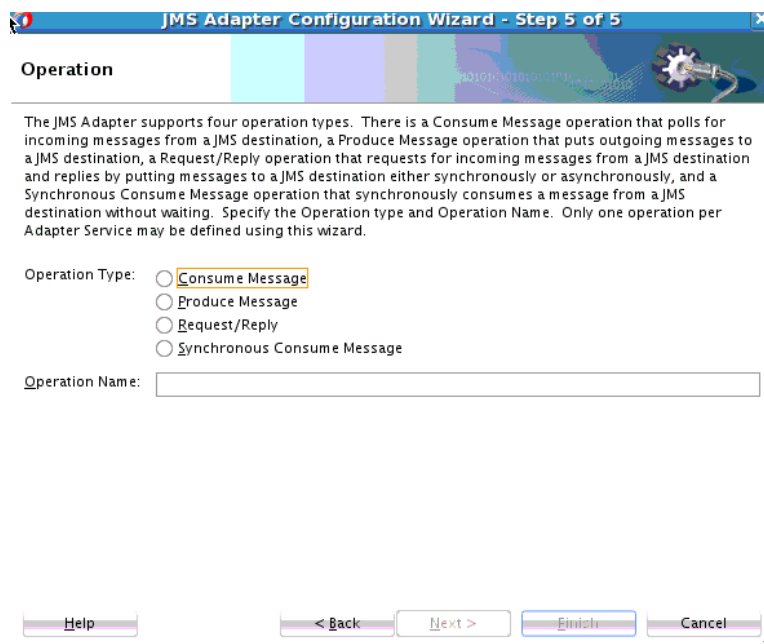 JMS Adapter Configuration Wizard - Step 5 of 5
Operation
The JMS Adapter supports four operation types. There is a Consume Message operation that polls for
incoming messages from a JMS destination, a Produce Message operation that puts outgoing messages to
a JMS destination, a Request/Reply operation that requests for incoming messages from a JMS destination
and replies by putting messages to a JMS destination either synchronously or asynchronously, and a
Synchronous Consume Message operation that synchronously consumes a message from a JMS
destination without waiting. Specify the Operation type and Operation Name. Only one operation per
Adapter Service may be defined using this wizard.
Operation Type:
Consume Message
Produce Message
Request/Reply
Synchronous Consume Message
Operation Name:
Help
< Back
Next >
Finish
Cancel